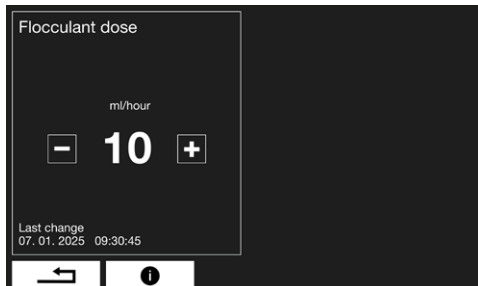 Flocculant dose
ml/hour
− 10 +
Last change
07. 01. 2025 09:30:45